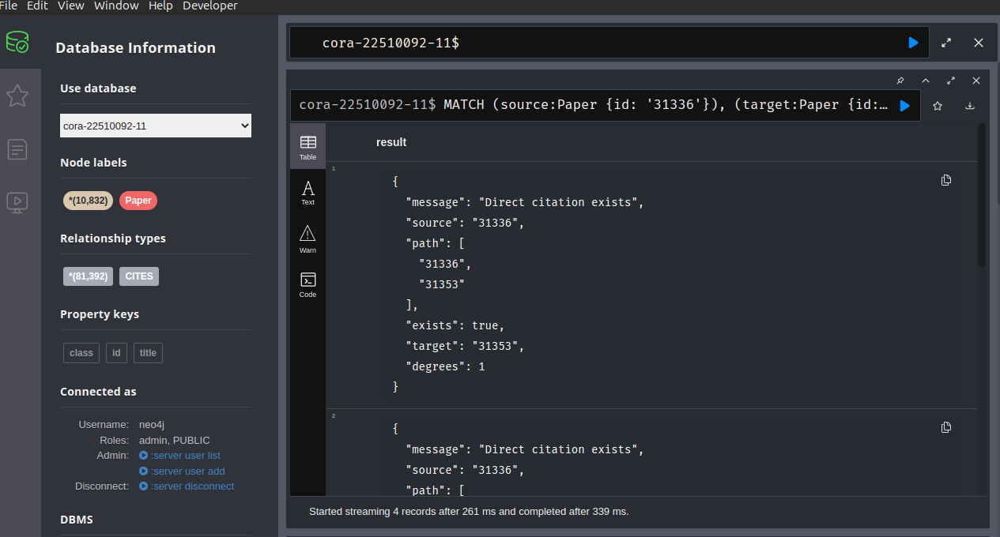 File Edit View Window Help Developer
Database Information
Use database
cora-22510092-11
Node labels
*(10,832) Paper
Relationship types
*(81,392) CITES
Property keys
class id title
Connected as
Username: neo4j
Roles: admin, PUBLIC
Admin: :server user list
:server user add
Disconnect: :server disconnect
DBMS
cora-22510092-11$
cora-22510092-11$ MATCH (source:Paper {id: '31336'}), (target:Paper {id:…
Table
Text
Warn
Code
result
1
{
"message": "Direct citation exists",
"source": "31336",
"path": [
"31336",
"31353"
],
"exists": true,
"target": "31353",
"degrees": 1
}
2
{
"message": "Direct citation exists",
"source": "31336",
"path": [
Started streaming 4 records after 261 ms and completed after 339 ms.